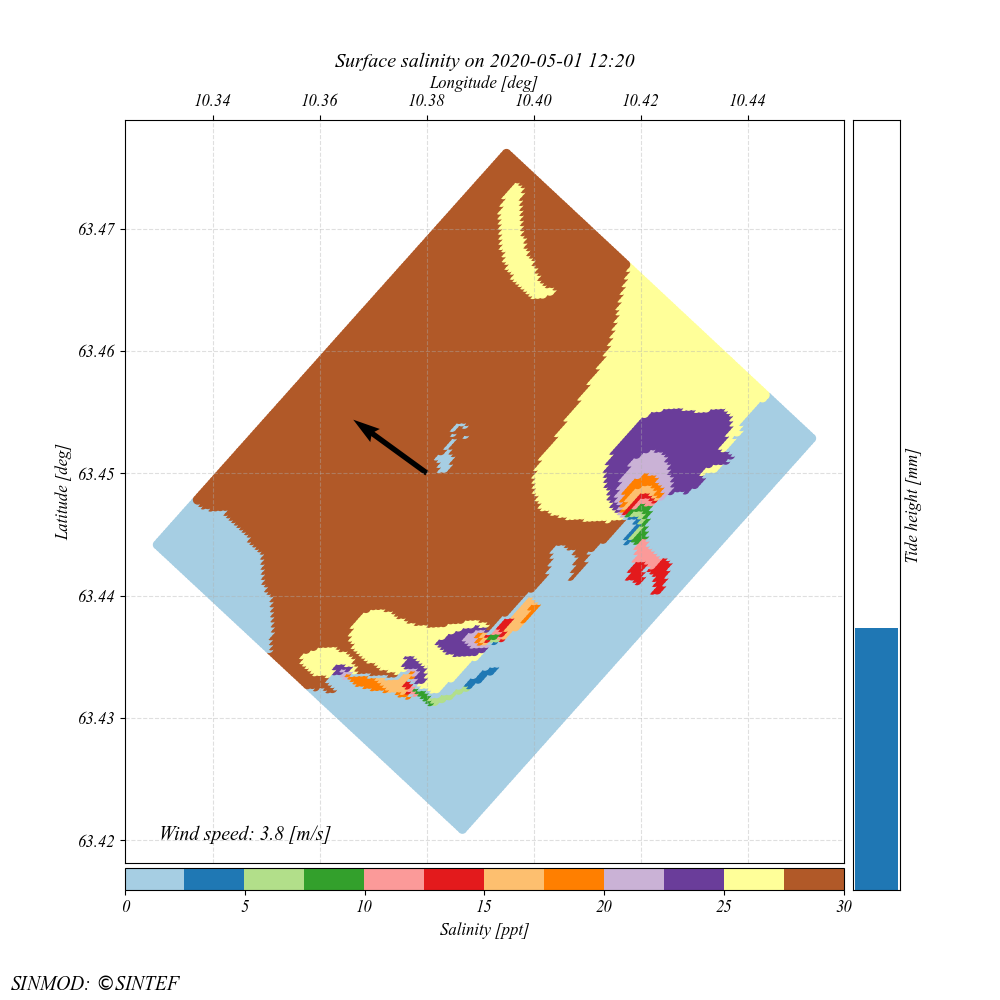 Surface salinity on 2020-05-01 12:20
Longitude [deg]
10.34 10.36 10.38 10.40 10.42 10.44
63.47
63.46
63.45
63.44
63.43
63.42
Latitude [deg]
Tide height [mm]
Wind speed: 3.8 [m/s]
0 5 10 15 20 25 30
Salinity [ppt]
SINMOD: ©SINTEF